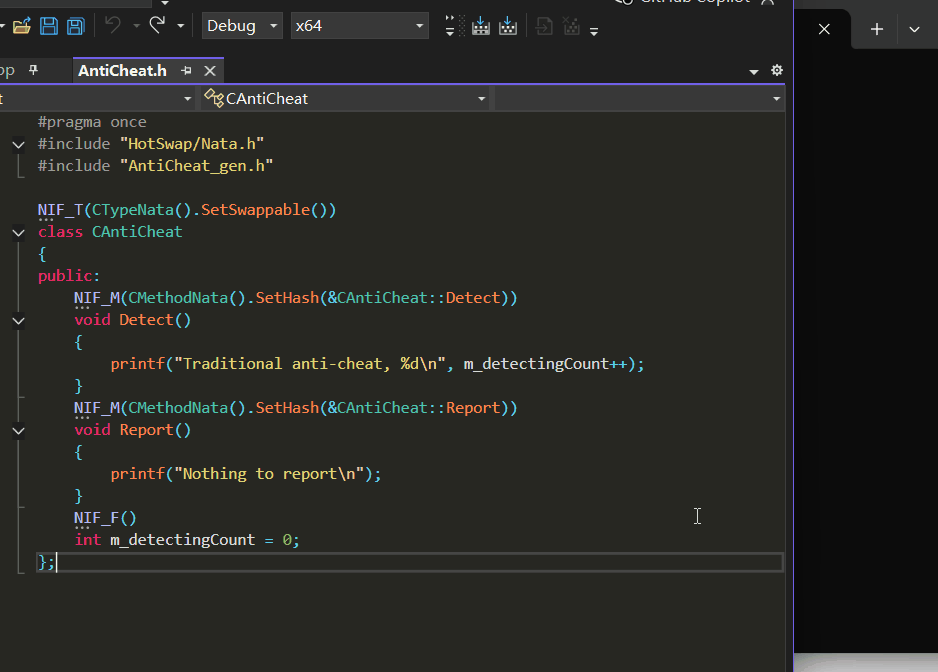 GitHub Copilot
Debug
x64
AntiCheat.h
CAntiCheat
#pragma once
#include "HotSwap/Nata.h"
#include "AntiCheat_gen.h"
NIF_T(CTypeNata().SetSwappable())
class CAntiCheat
{
public:
NIF_M(CMethodNata().SetHash(&CAntiCheat::Detect))
void Detect()
{
printf("Traditional anti-cheat, %d\n", m_detectingCount++);
}
NIF_M(CMethodNata().SetHash(&CAntiCheat::Report))
void Report()
{
printf("Nothing to report\n");
}
NIF_F()
int m_detectingCount = 0;
};